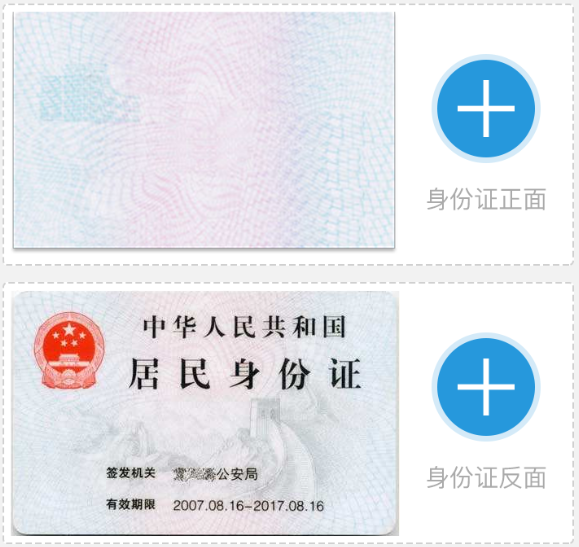 身份证正面
中华人民共和国
居民身份证
签发机关 公安局
有效期限 2007.08.16-2017.08.16
身份证反面